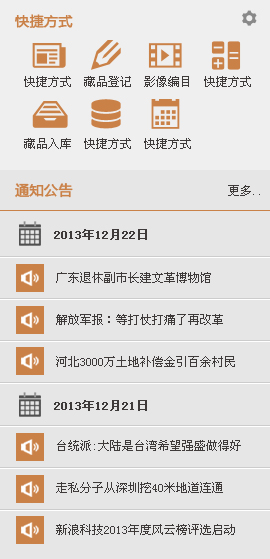 快捷方式
快捷方式 藏品登记 影像编目 快捷方式
藏品入库 快捷方式 快捷方式
通知公告 更多..
2013年12月22日
广东退休副市长建文革博物馆
解放军报：等打仗打痛了再改革
河北3000万土地补偿金引百余村民
2013年12月21日
台统派:大陆是台湾希望强盛做得好
走私分子从深圳挖40米地道连通
新浪科技2013年度风云榜评选启动